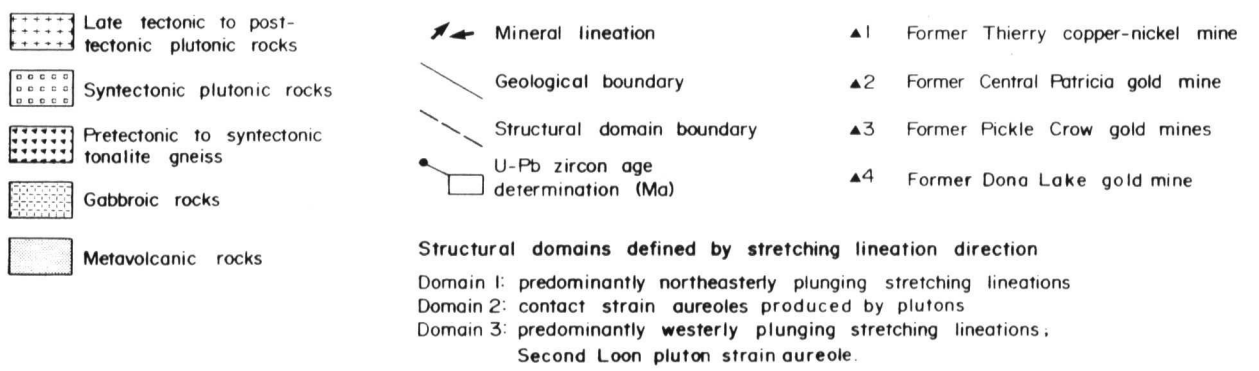 Late tectonic to post-
tectonic plutonic rocks
Syntectonic plutonic rocks
Pretectonic to syntectonic
tonalite gneiss
Gabbroic rocks
Metavolcanic rocks
Mineral lineation
Geological boundary
Structural domain boundary
U-Pb zircon age
determination (Ma)
▲1 Former Thierry copper-nickel mine
▲2 Former Central Patricia gold mine
▲3 Former Pickle Crow gold mines
▲4 Former Dona Lake gold mine
Structural domains defined by stretching lineation direction
Domain 1: predominantly northeasterly plunging stretching lineations
Domain 2: contact strain aureoles produced by plutons
Domain 3: predominantly westerly plunging stretching lineations;
Second Loon pluton strain aureole.